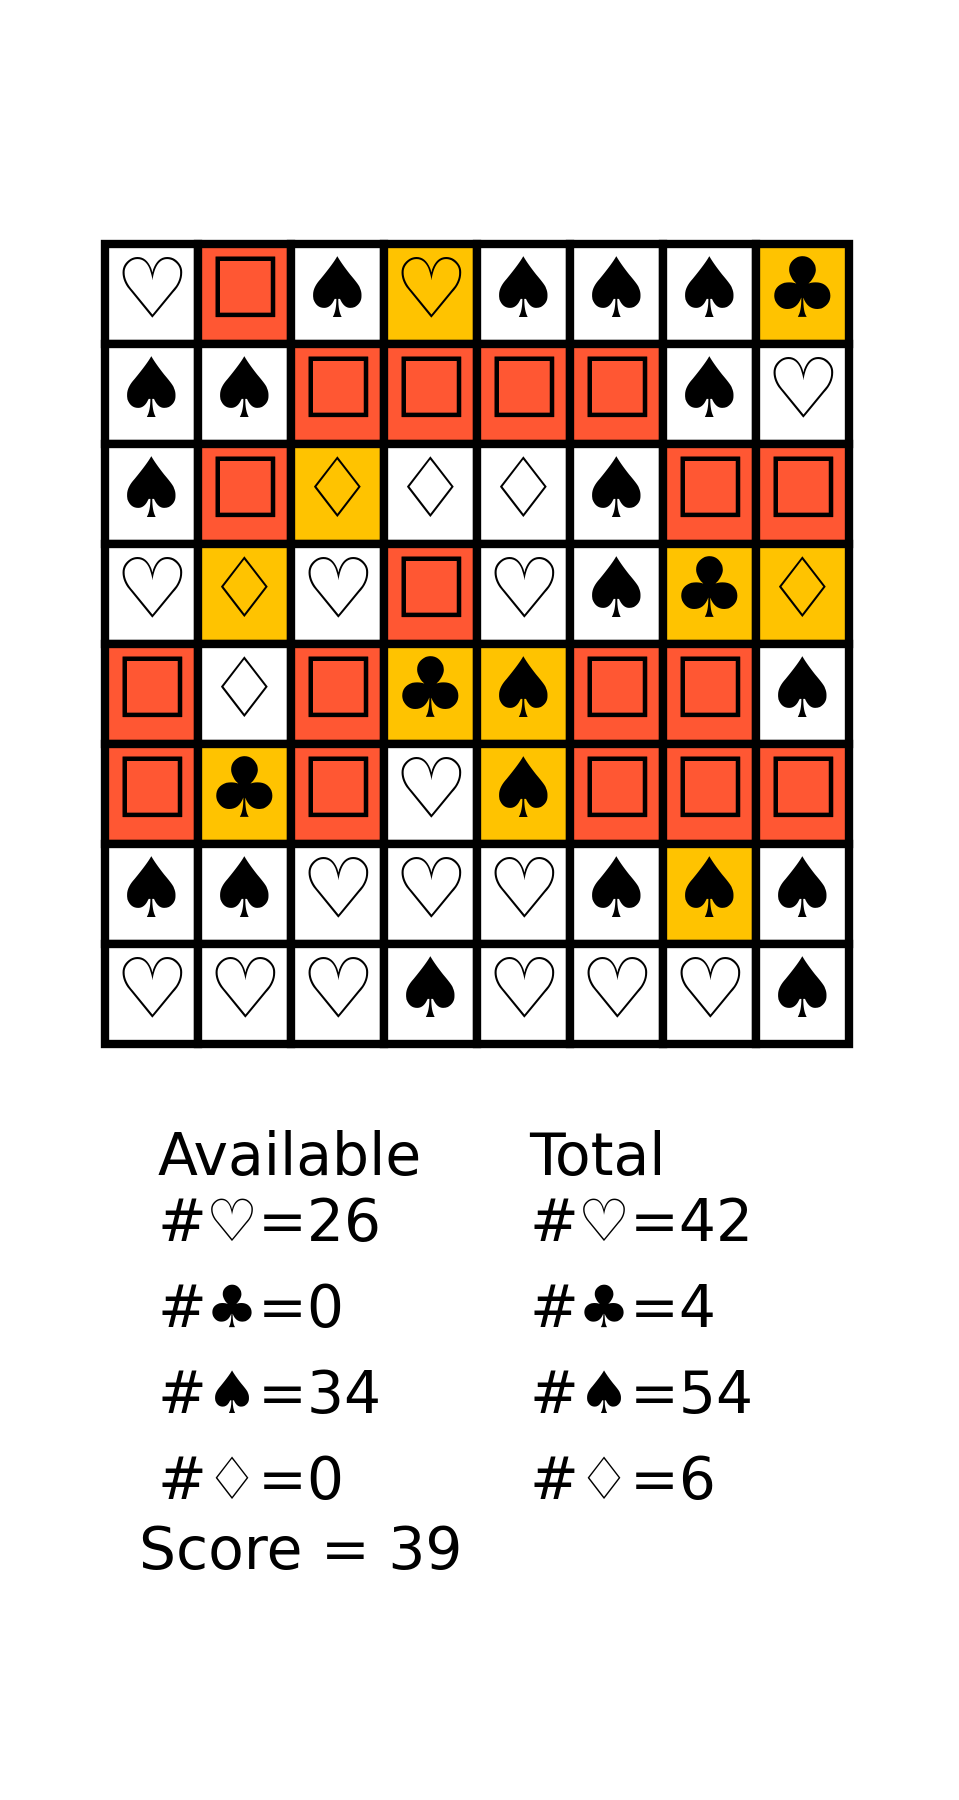 ♡ □ ♠ ♡ ♠ ♠ ♠ ♣
♠ ♠ □ □ □ □ ♠ ♡
♠ □ ♢ ♢ ♢ ♠ □ □
♡ ♢ ♡ □ ♡ ♠ ♣ ♢
□ ♢ □ ♣ ♠ □ □ ♠
□ ♣ □ ♡ ♠ □ □ □
♠ ♠ ♡ ♡ ♡ ♠ ♠ ♠
♡ ♡ ♡ ♠ ♡ ♡ ♡ ♠
Available Total
#♡=26 #♡=42
#♣=0 #♣=4
#♠=34 #♠=54
#♢=0 #♢=6
Score = 39